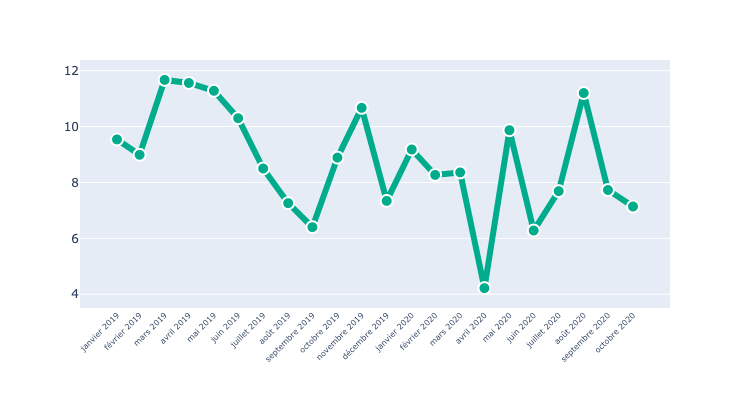 12
10
8
6
4
janvier 2019
février 2019
mars 2019
avril 2019
mai 2019
juin 2019
juillet 2019
août 2019
septembre 2019
octobre 2019
novembre 2019
décembre 2019
janvier 2020
février 2020
mars 2020
avril 2020
mai 2020
juin 2020
juillet 2020
août 2020
septembre 2020
octobre 2020